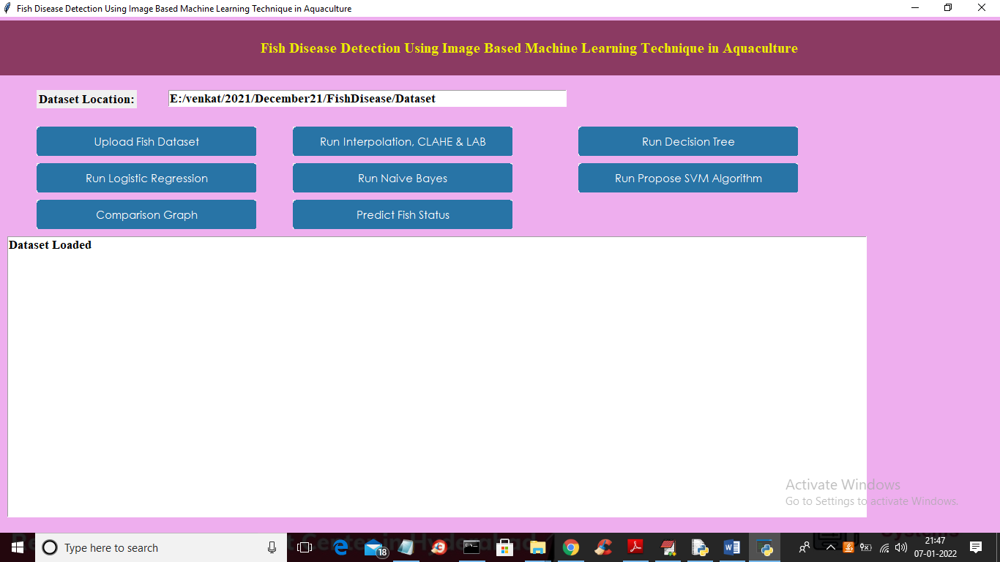 Fish Disease Detection Using Image Based Machine Learning Technique in Aquaculture
Fish Disease Detection Using Image Based Machine Learning Technique in Aquaculture
Dataset Location: E:/venkat/2021/December21/FishDisease/Dataset
Upload Fish Dataset Run Interpolation, CLAHE & LAB Run Decision Tree
Run Logistic Regression Run Naive Bayes Run Propose SVM Algorithm
Comparison Graph Predict Fish Status
Dataset Loaded
Activate Windows
Go to Settings to activate Windows.
Type here to search
18
21:47
07-01-2022